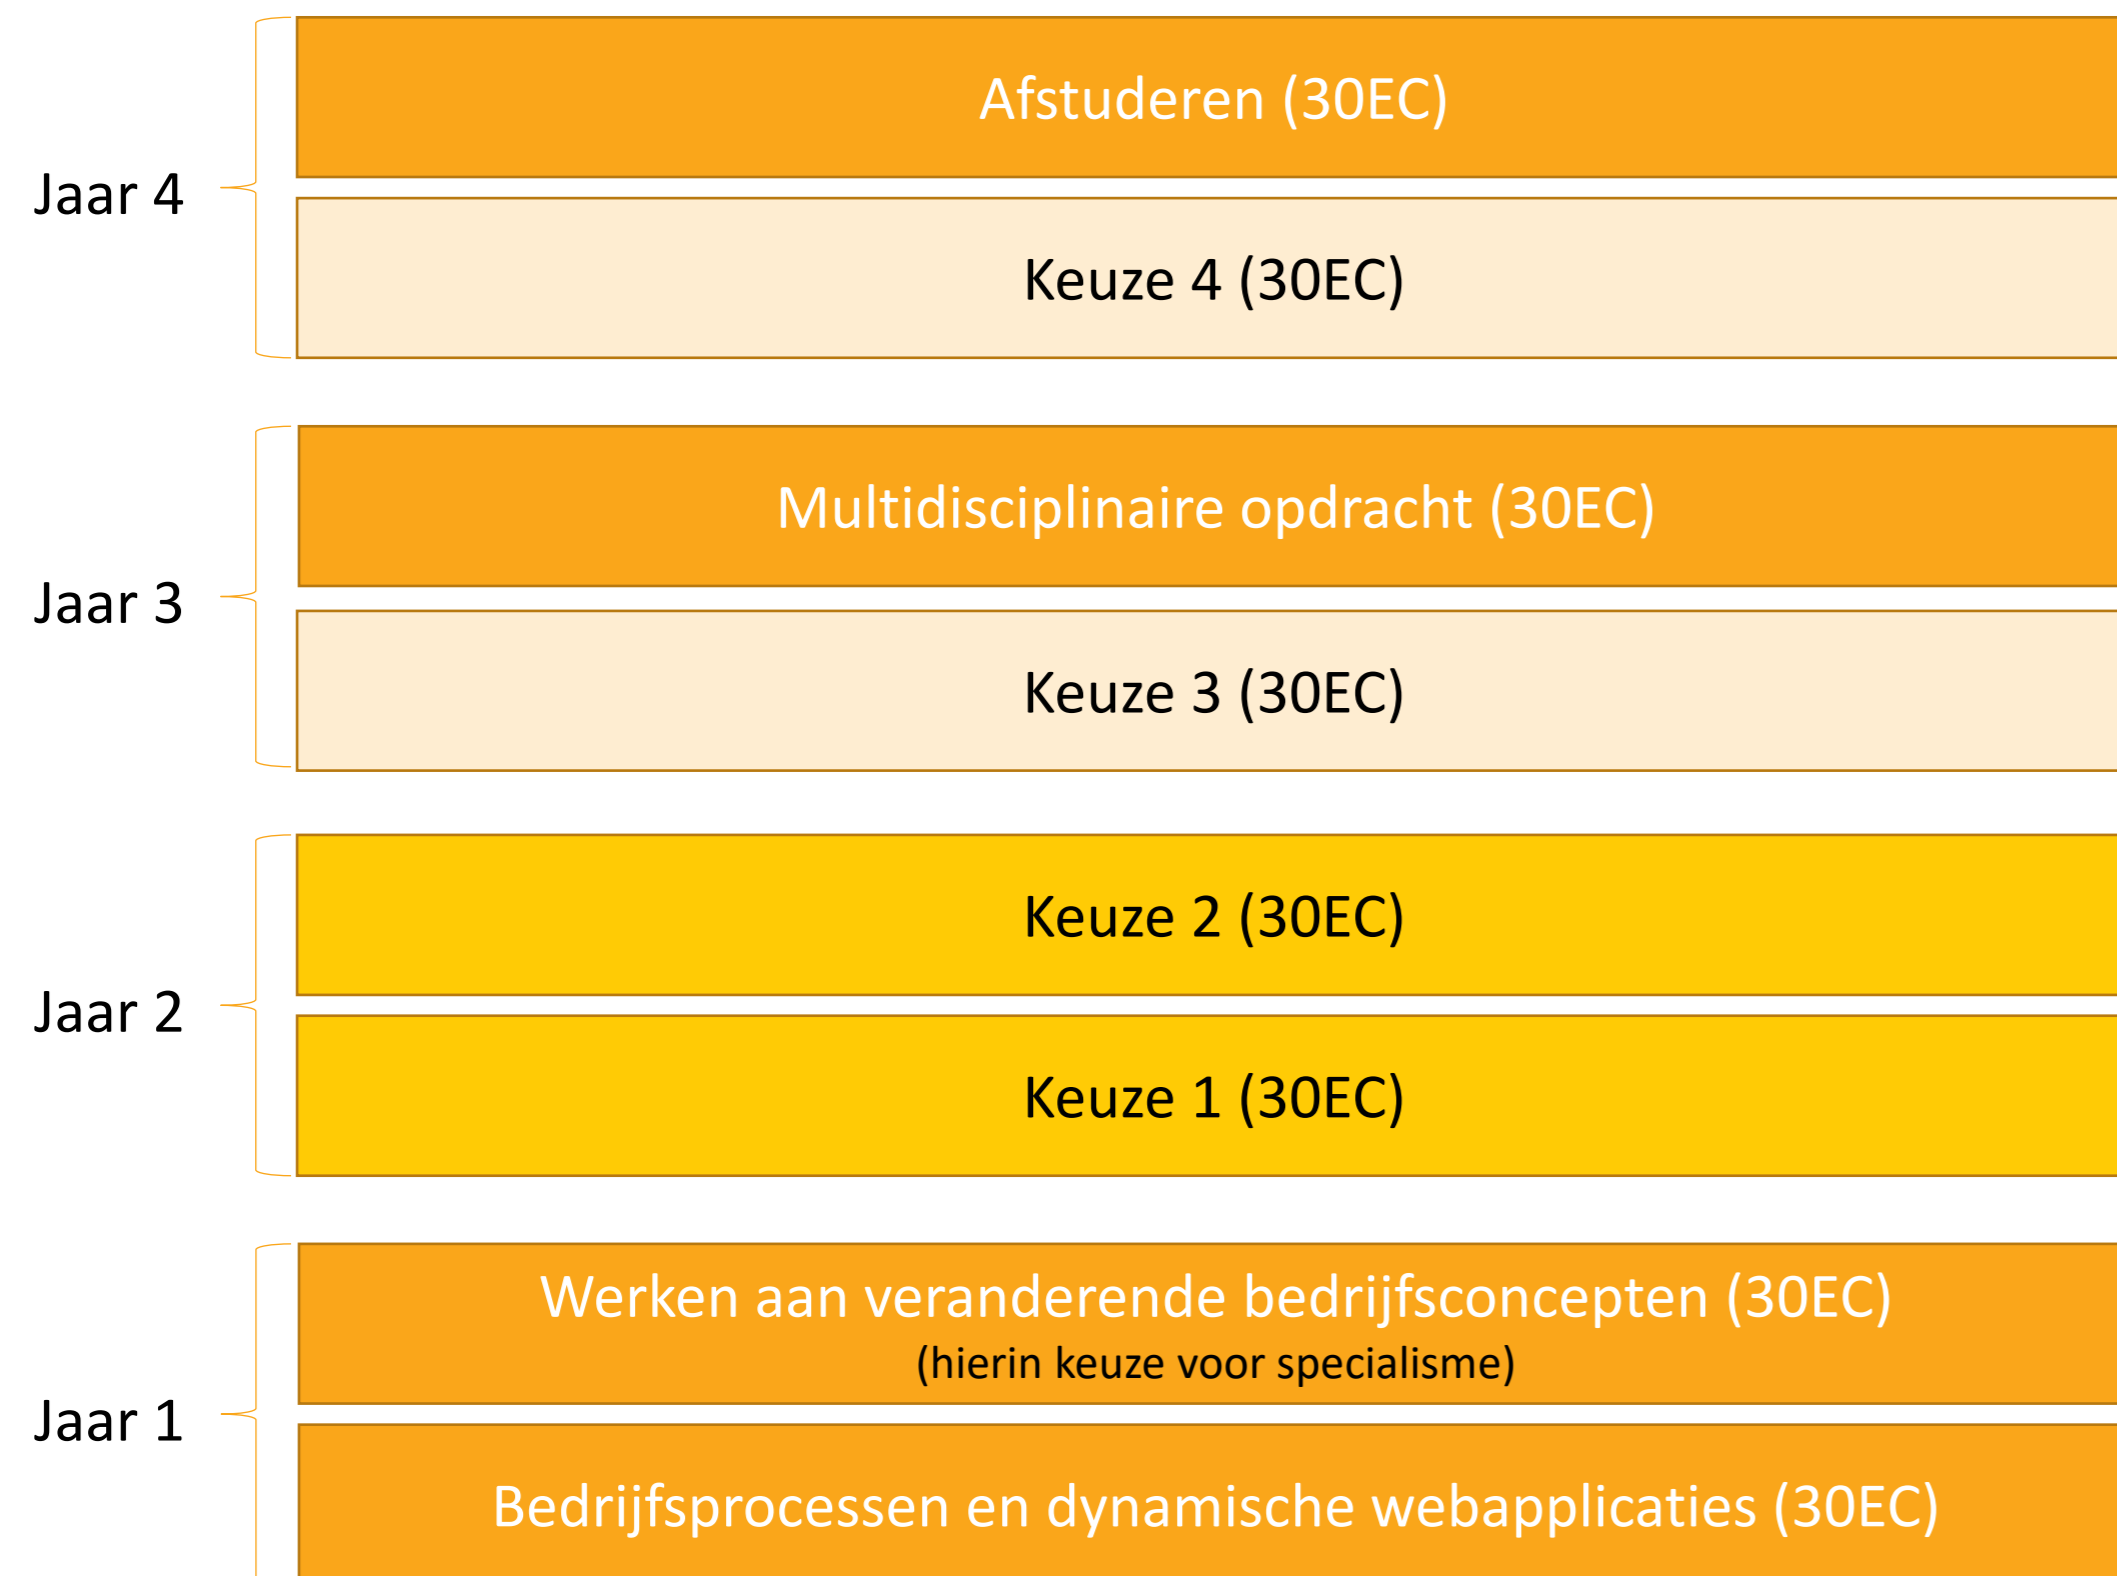 Jaar 4
Afstuderen (30EC)
Keuze 4 (30EC)
Jaar 3
Multidisciplinaire opdracht (30EC)
Keuze 3 (30EC)
Jaar 2
Keuze 2 (30EC)
Keuze 1 (30EC)
Jaar 1
Werken aan veranderende bedrijfsconcepten (30EC)
(hierin keuze voor specialisme)
Bedrijfsprocessen en dynamische webapplicaties (30EC)